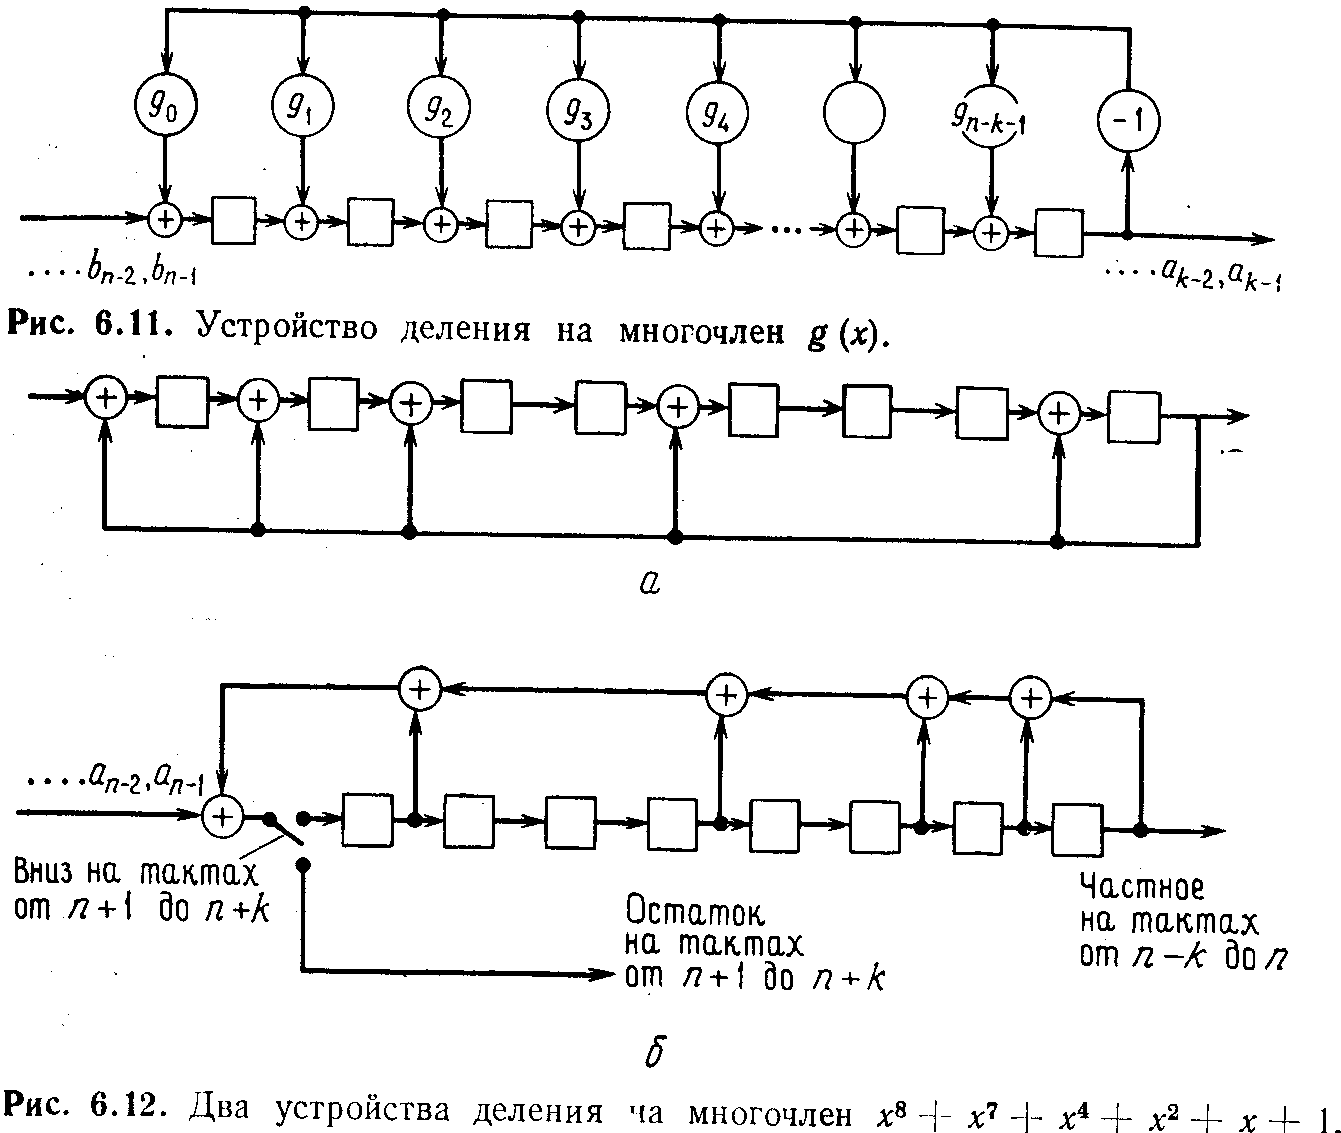 g₀ g₁ g₂ g₃ g₄ gₙ₋ₖ₋₁ -1
+ + + + + ... + +
....bₙ₋₂, bₙ₋₁ ....aₖ₋₂, aₖ₋₁
Рис. 6.11. Устройство деления на многочлен g (x).
+ + + + +
а
+ + + +
....aₙ₋₂, aₙ₋₁
+
Вниз на тактах
от n+1 до n+k
Остаток
на тактах
от n+1 до n+k
Частное
на тактах
от n-k до n
б
Рис. 6.12. Два устройства деления ча многочлен x⁸ + x⁷ + x⁴ + x² + x + 1.